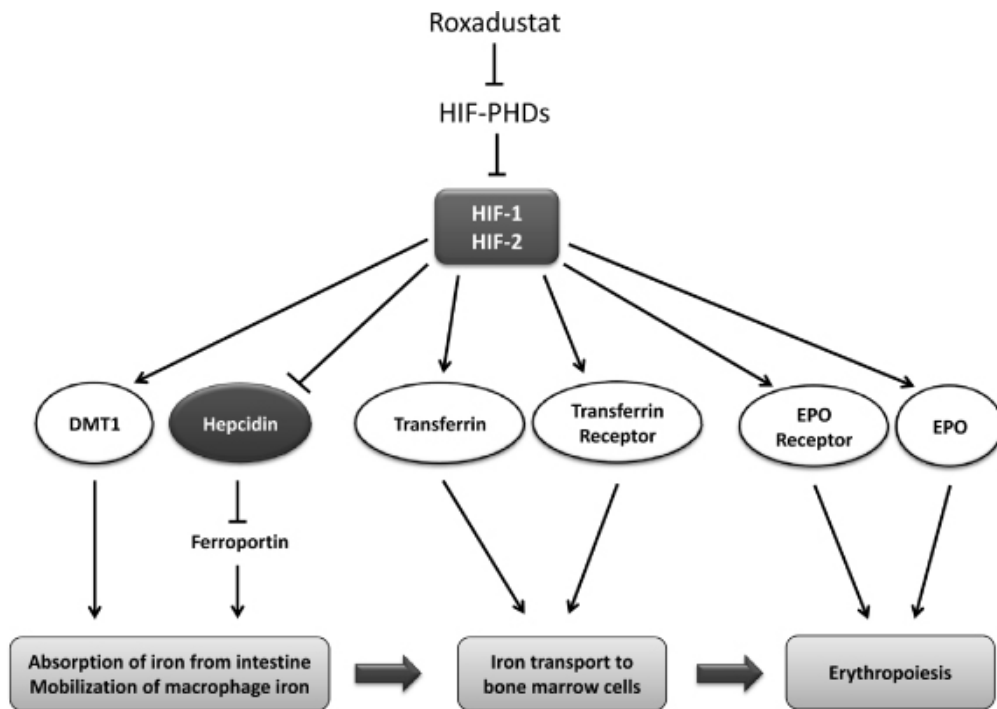 Roxadustat
HIF-PHDs
HIF-1
HIF-2
DMT1
Hepcidin
Transferrin
Transferrin
Receptor
EPO
Receptor
EPO
Ferroportin
Absorption of iron from intestine
Mobilization of macrophage iron
Iron transport to
bone marrow cells
Erythropoiesis